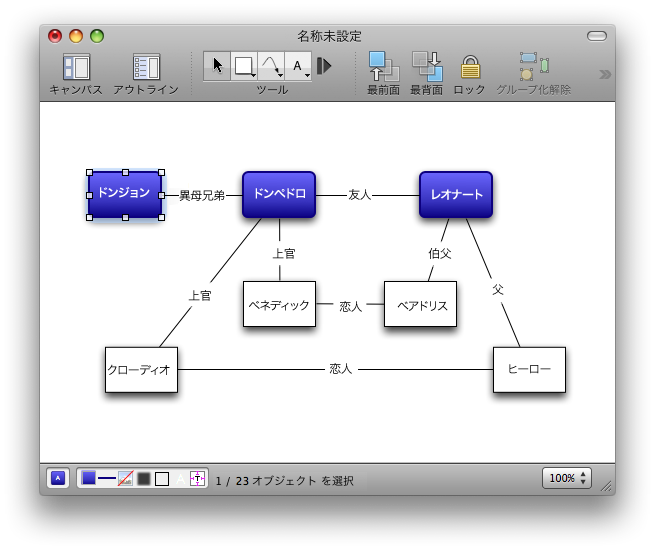 名称未設定
キャンバス アウトライン ツール 最前面 最背面 ロック グループ化解除
A
ドンジョン 異母兄弟 ドンペドロ 友人 レオナート
上官 伯父
上官 父
ベネディック 恋人 ベアドリス
クローディオ 恋人 ヒーロー
A T 1 / 23 オブジェクト を選択 100%